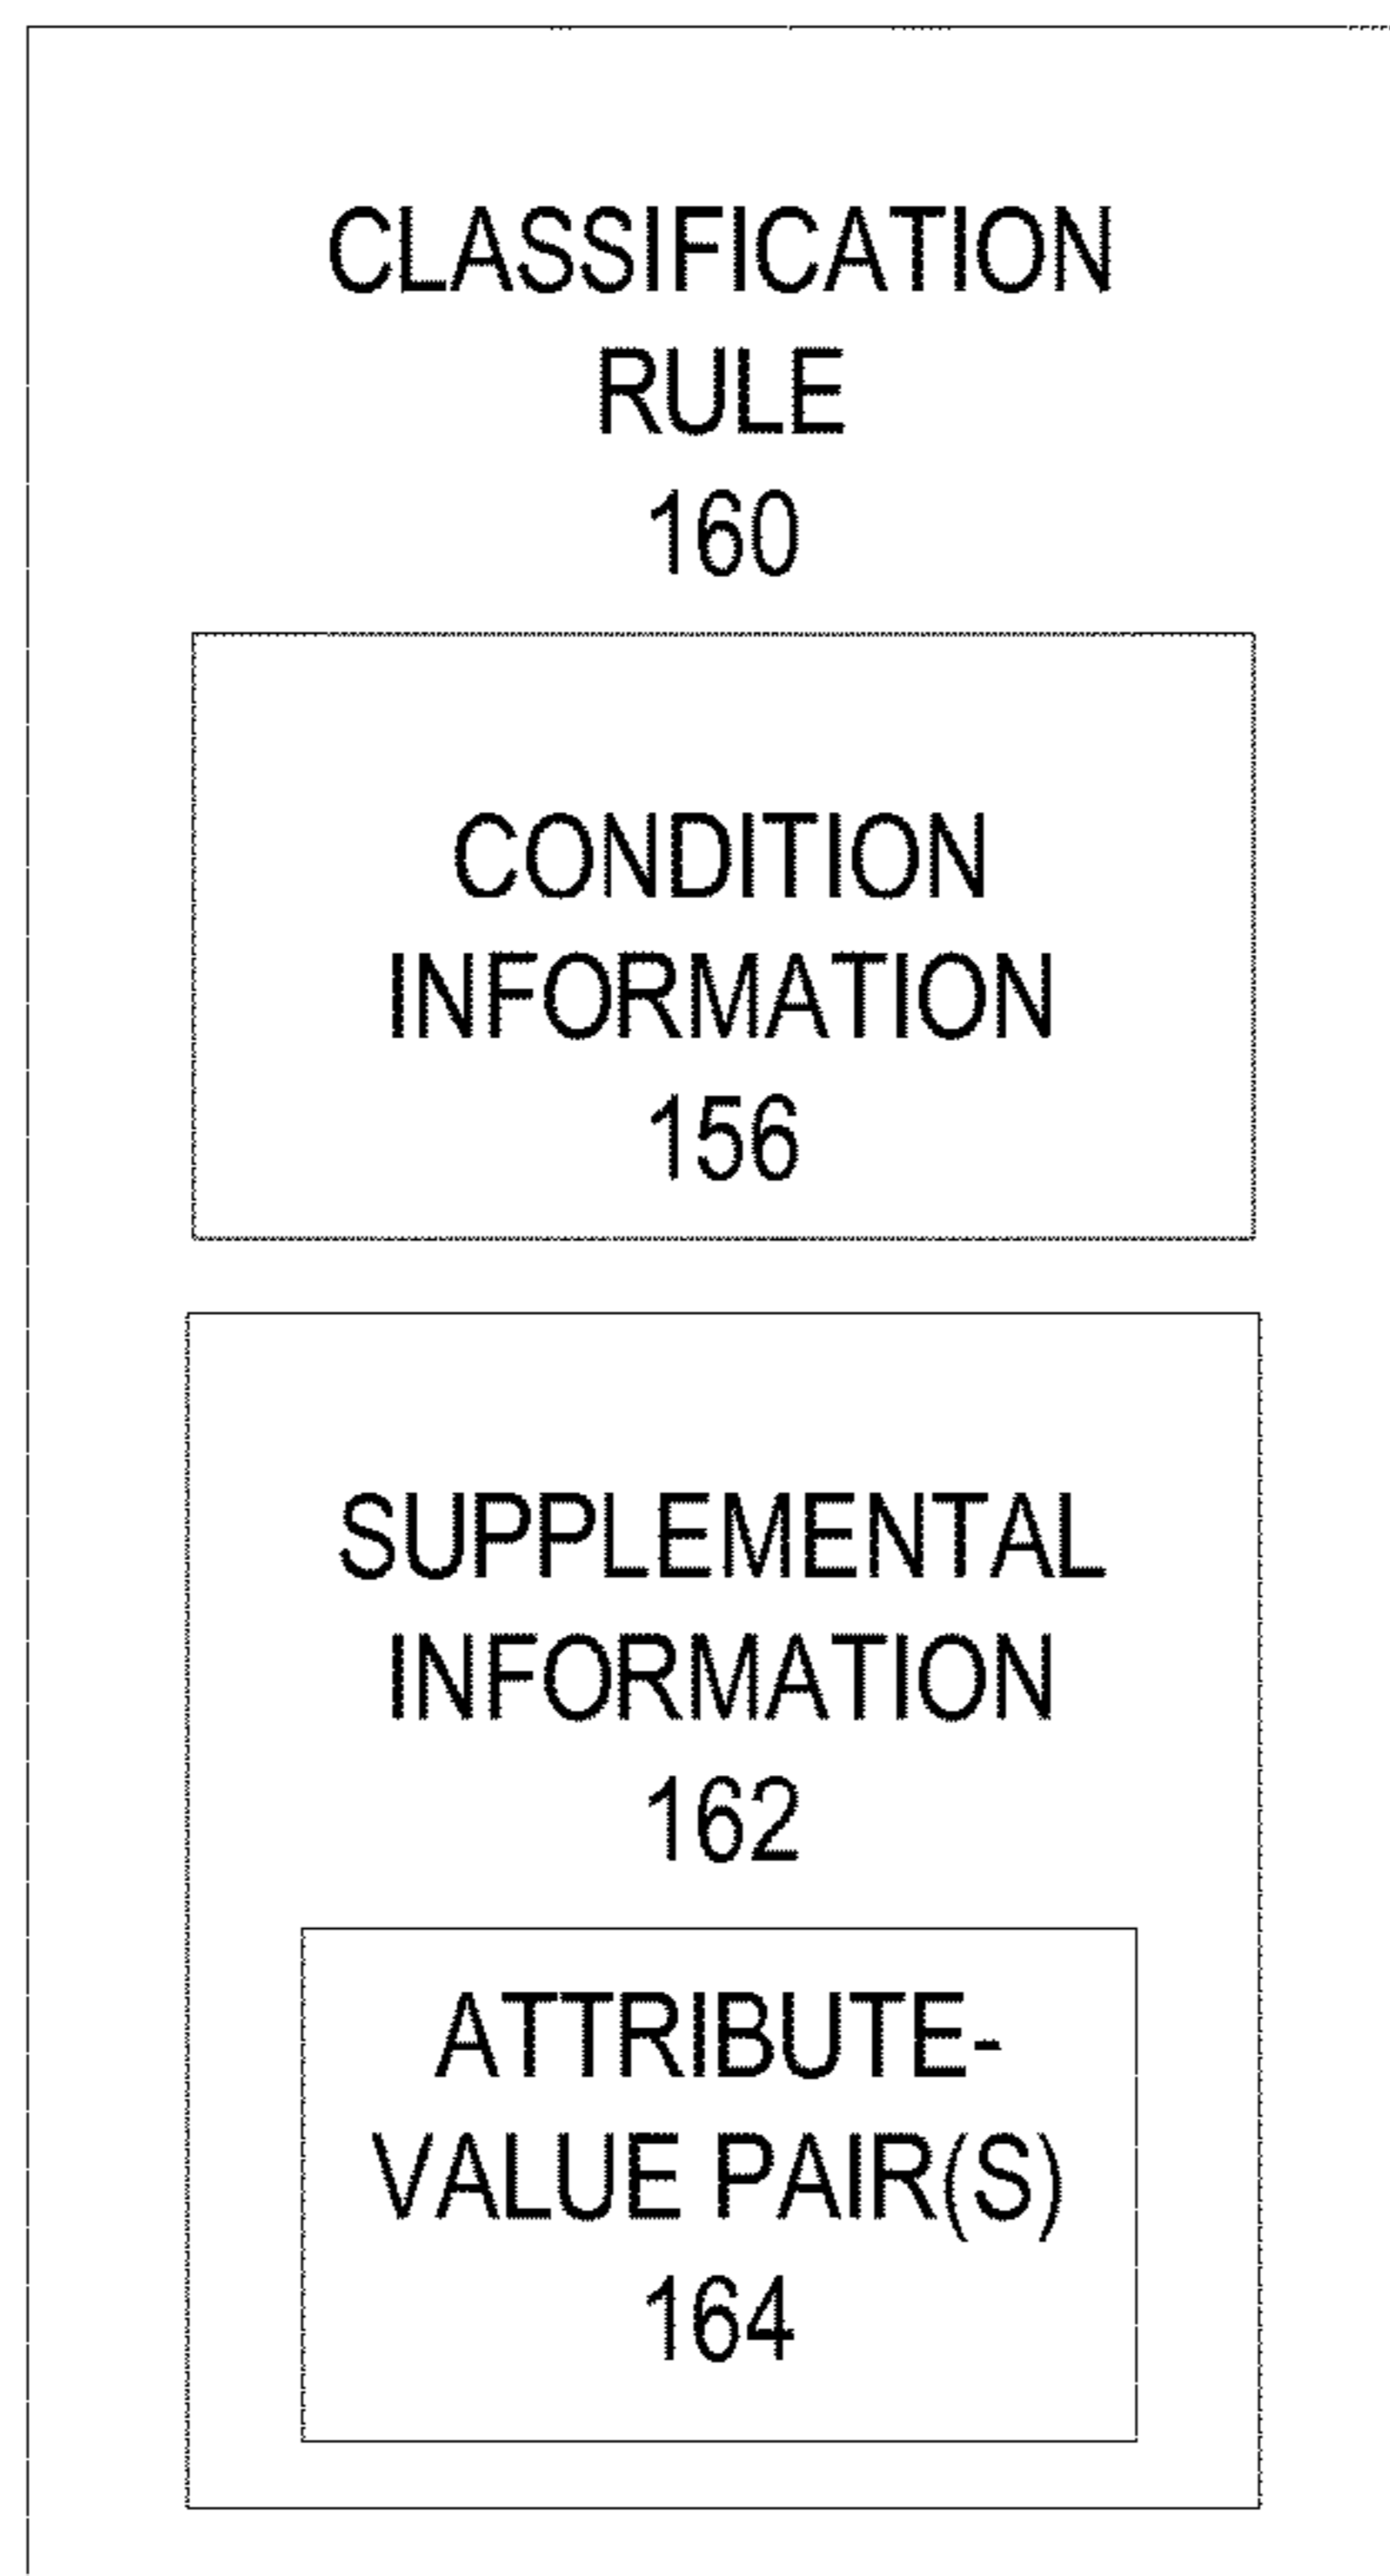 CLASSIFICATION
RULE
160
CONDITION
INFORMATION
156
SUPPLEMENTAL
INFORMATION
162
ATTRIBUTE-
VALUE PAIR(S)
164